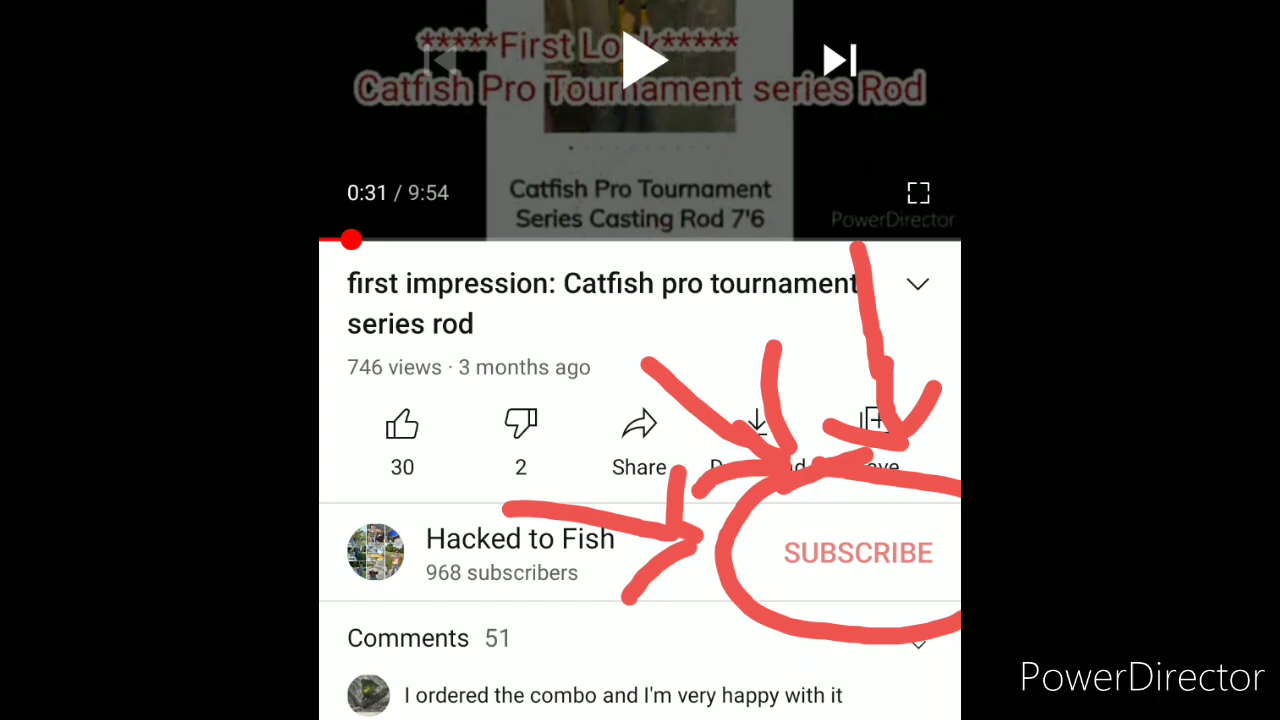 *****First Look*****
Catfish Pro Tournament series Rod
0:31 / 9:54
Catfish Pro Tournament
Series Casting Rod 7'6
PowerDirector
first impression: Catfish pro tournament
series rod
746 views · 3 months ago
30
2
Share
Hacked to Fish
968 subscribers
SUBSCRIBE
Comments 51
I ordered the combo and I'm very happy with it
PowerDirector